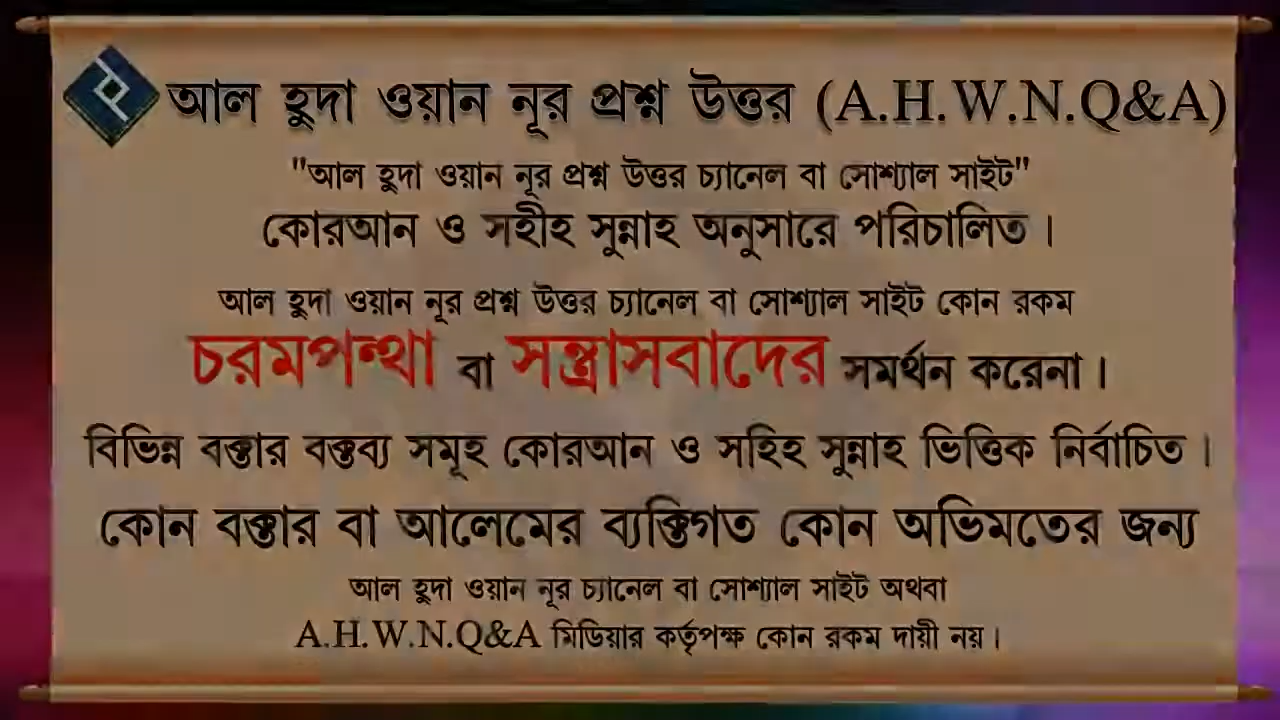 আল হুদা ওয়ান নূর প্রশ্ন উত্তর (A.H.W.N.Q&A)
"আল হুদা ওয়ান নূর প্রশ্ন উত্তর চ্যানেল বা সোশ্যাল সাইট"
কোরআন ও সহীহ সুন্নাহ অনুসারে পরিচালিত।
আল হুদা ওয়ান নূর প্রশ্ন উত্তর চ্যানেল বা সোশ্যাল সাইট কোন রকম
চরমপন্থা বা সন্ত্রাসবাদের সমর্থন করেনা।
বিভিন্ন বক্তার বক্তব্য সমূহ কোরআন ও সহিহ সুন্নাহ ভিত্তিক নির্বাচিত।
কোন বক্তার বা আলেমের ব্যক্তিগত কোন অভিমতের জন্য
আল হুদা ওয়ান নূর চ্যানেল বা সোশ্যাল সাইট অথবা
A.H.W.N.Q&A মিডিয়ার কর্তৃপক্ষ কোন রকম দায়ী নয়।